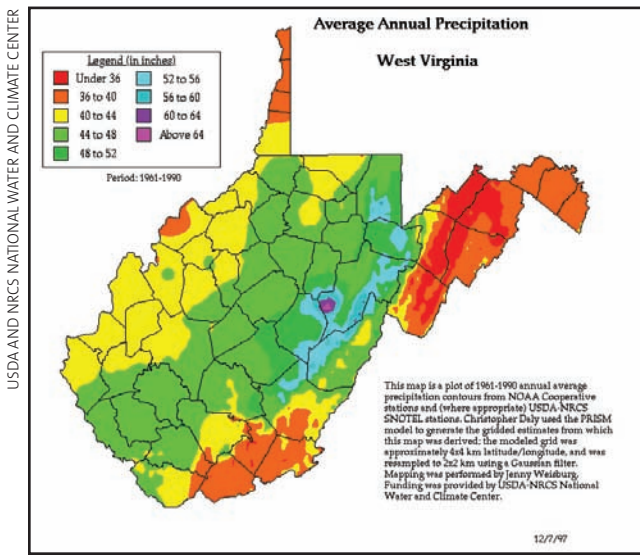 USDA AND NRCS NATIONAL WATER AND CLIMATE CENTER
Average Annual Precipitation
West Virginia
Legend (in inches)
Under 36
36 to 40
40 to 44
44 to 48
48 to 52
52 to 56
56 to 60
60 to 64
Above 64
Period: 1961-1990
This map is a plot of 1961-1990 annual average
precipitation contours from NOAA Cooperative
stations and (where appropriate) USDA-NRCS
SNOTEL stations. Christopher Daly used the PRISM
model to generate the gridded estimates from which
this map was derived; the modeled grid was
approximately 4x4 km latitude/longitude, and was
resampled to 2x2 km using a Gaussian filter.
Mapping was performed by Jenny Weisburg.
Funding was provided by USDA-NRCS National
Water and Climate Center.
12/7/97